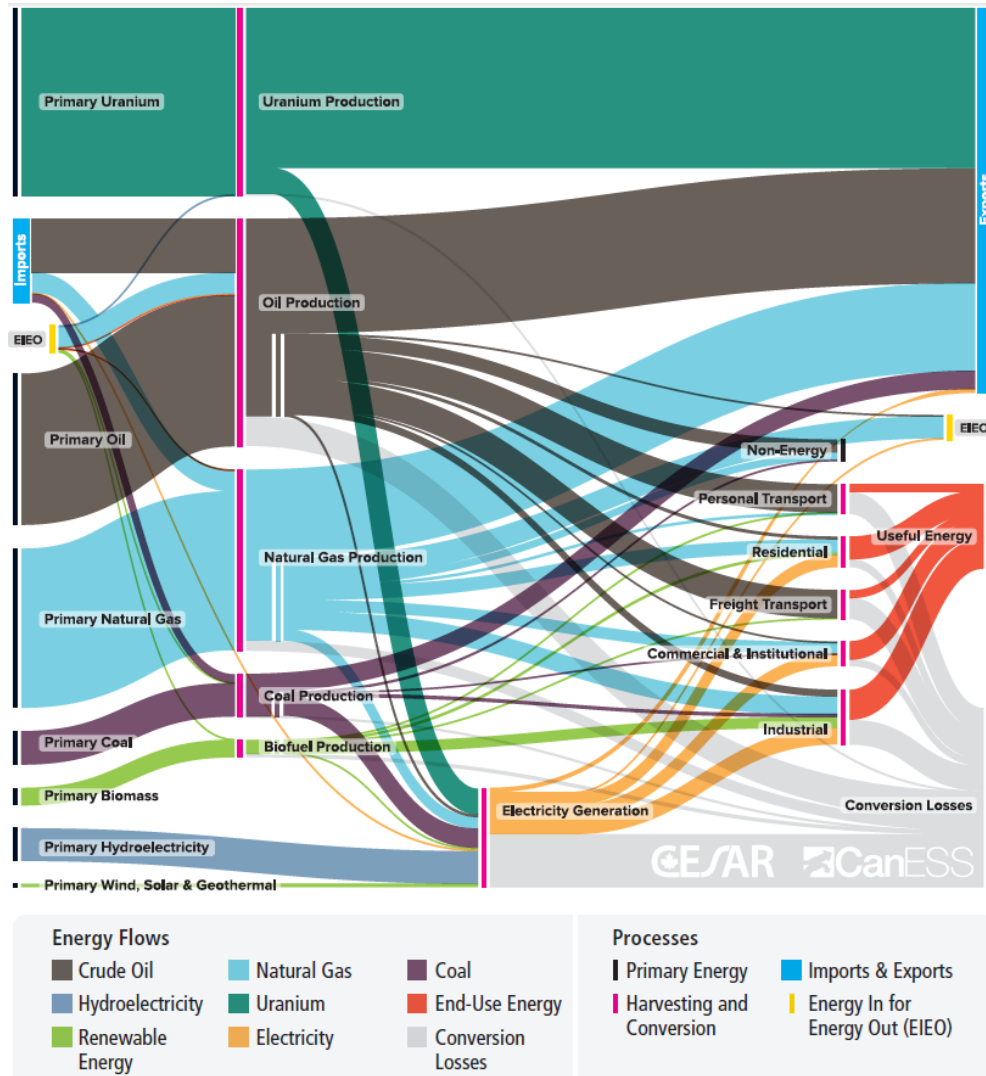 Primary Uranium
Uranium Production
Exports
Imports
Oil Production
EIEO
Primary Oil
EIEO
Non-Energy
Personal Transport
Useful Energy
Natural Gas Production
Residential
Primary Natural Gas
Freight Transport
Commercial & Institutional
Coal Production
Industrial
Primary Coal
Biofuel Production
Primary Biomass
Electricity Generation
Conversion Losses
Primary Hydroelectricity
CESAR CanESS
Primary Wind, Solar & Geothermal
Energy Flows
Crude Oil
Natural Gas
Coal
Hydroelectricity
Uranium
End-Use Energy
Renewable
Energy
Electricity
Conversion
Losses
Processes
Primary Energy
Imports & Exports
Harvesting and
Conversion
Energy In for
Energy Out (EIEO)